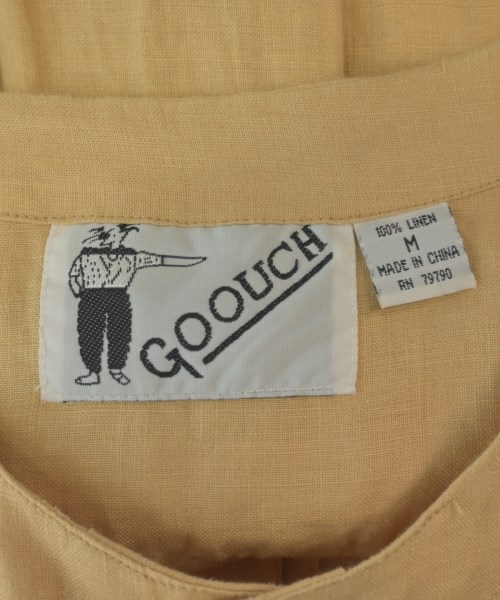 GOOUCH
100% LINEN
M
MADE IN CHINA
RN 79790